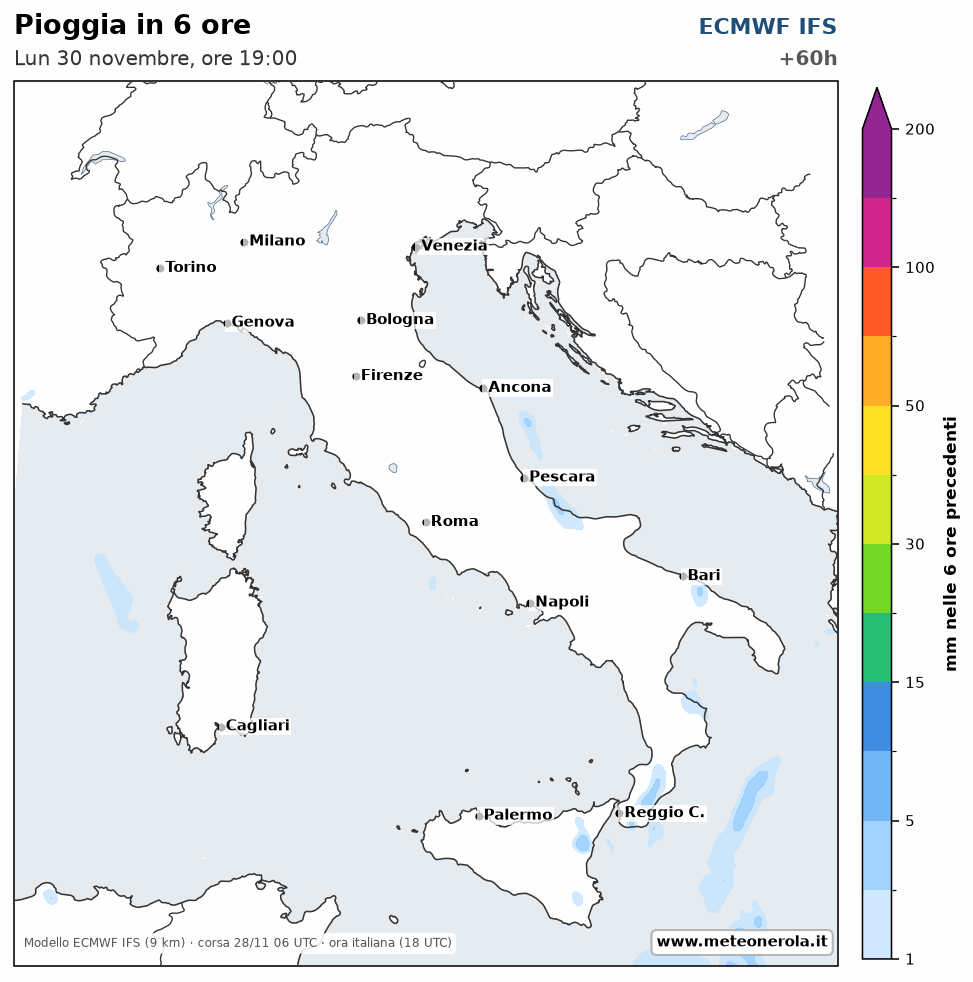 Pioggia in 6 ore
ECMWF IFS
Lun 30 novembre, ore 19:00
+60h
Milano
Venezia
Torino
Genova
Bologna
Firenze
Ancona
Pescara
Roma
Bari
Napoli
Cagliari
Palermo
Reggio C.
200
100
50
30
15
5
1
mm nelle 6 ore precedenti
Modello ECMWF IFS (9 km) · corsa 28/11 06 UTC · ora italiana (18 UTC)
www.meteonerola.it